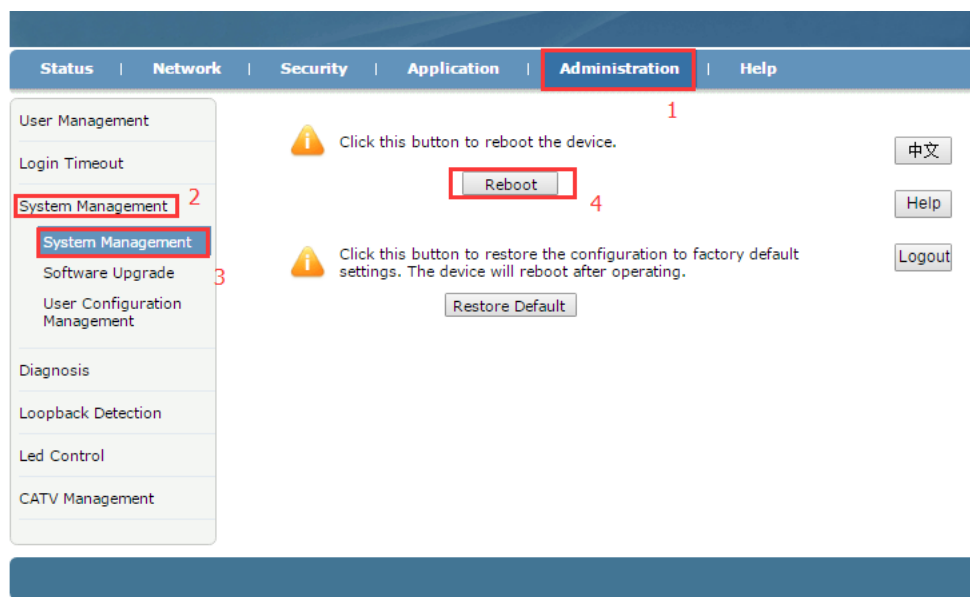 Status | Network | Security | Application | Administration | Help
1
User Management
Login Timeout
System Management 2
System Management
3
Software Upgrade
User Configuration
Management
Diagnosis
Loopback Detection
Led Control
CATV Management
Click this button to reboot the device.
Reboot
4
Click this button to restore the configuration to factory default
settings. The device will reboot after operating.
Restore Default
中文
Help
Logout